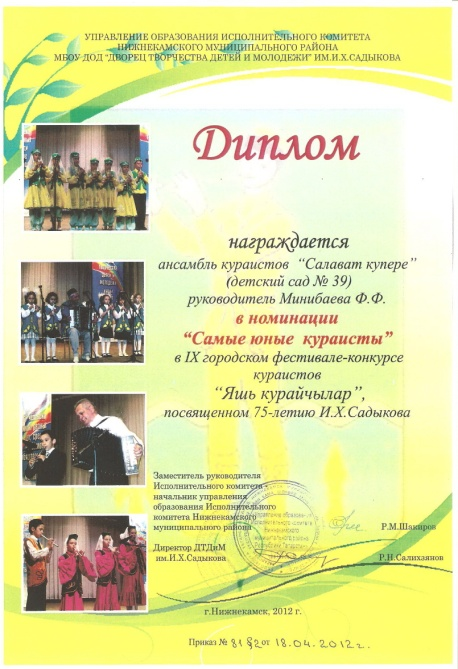 УПРАВЛЕНИЕ ОБРАЗОВАНИЯ ИСПОЛНИТЕЛЬНОГО КОМИТЕТА
НИЖНЕКАМСКОГО МУНИЦИПАЛЬНОГО РАЙОНА
МБОУ-ДОД "ДВОРЕЦ ТВОРЧЕСТВА ДЕТЕЙ И МОЛОДЕЖИ" ИМ.И.Х.САДЫКОВА
Диплом
награждается
ансамбль кураистов "Салават купере"
(детский сад № 39)
руководитель Минибаева Ф.Ф.
в номинации
"Самые юные кураисты"
в IX городском фестивале-конкурсе
кураистов
"Яшь курайчылар",
посвященном 75-летию И.Х.Садыкова
Заместитель руководителя
Исполнительного комитета -
начальник управления
образования Исполнительного
комитета Нижнекамского
муниципального района
Р.М.Шакиров
Директор ДТДиМ
им.И.Х.Садыкова
Р.Н.Салихзянов
г.Нижнекамск, 2012 г.
Приказ № 81 §2 от 18.04.2012 г.